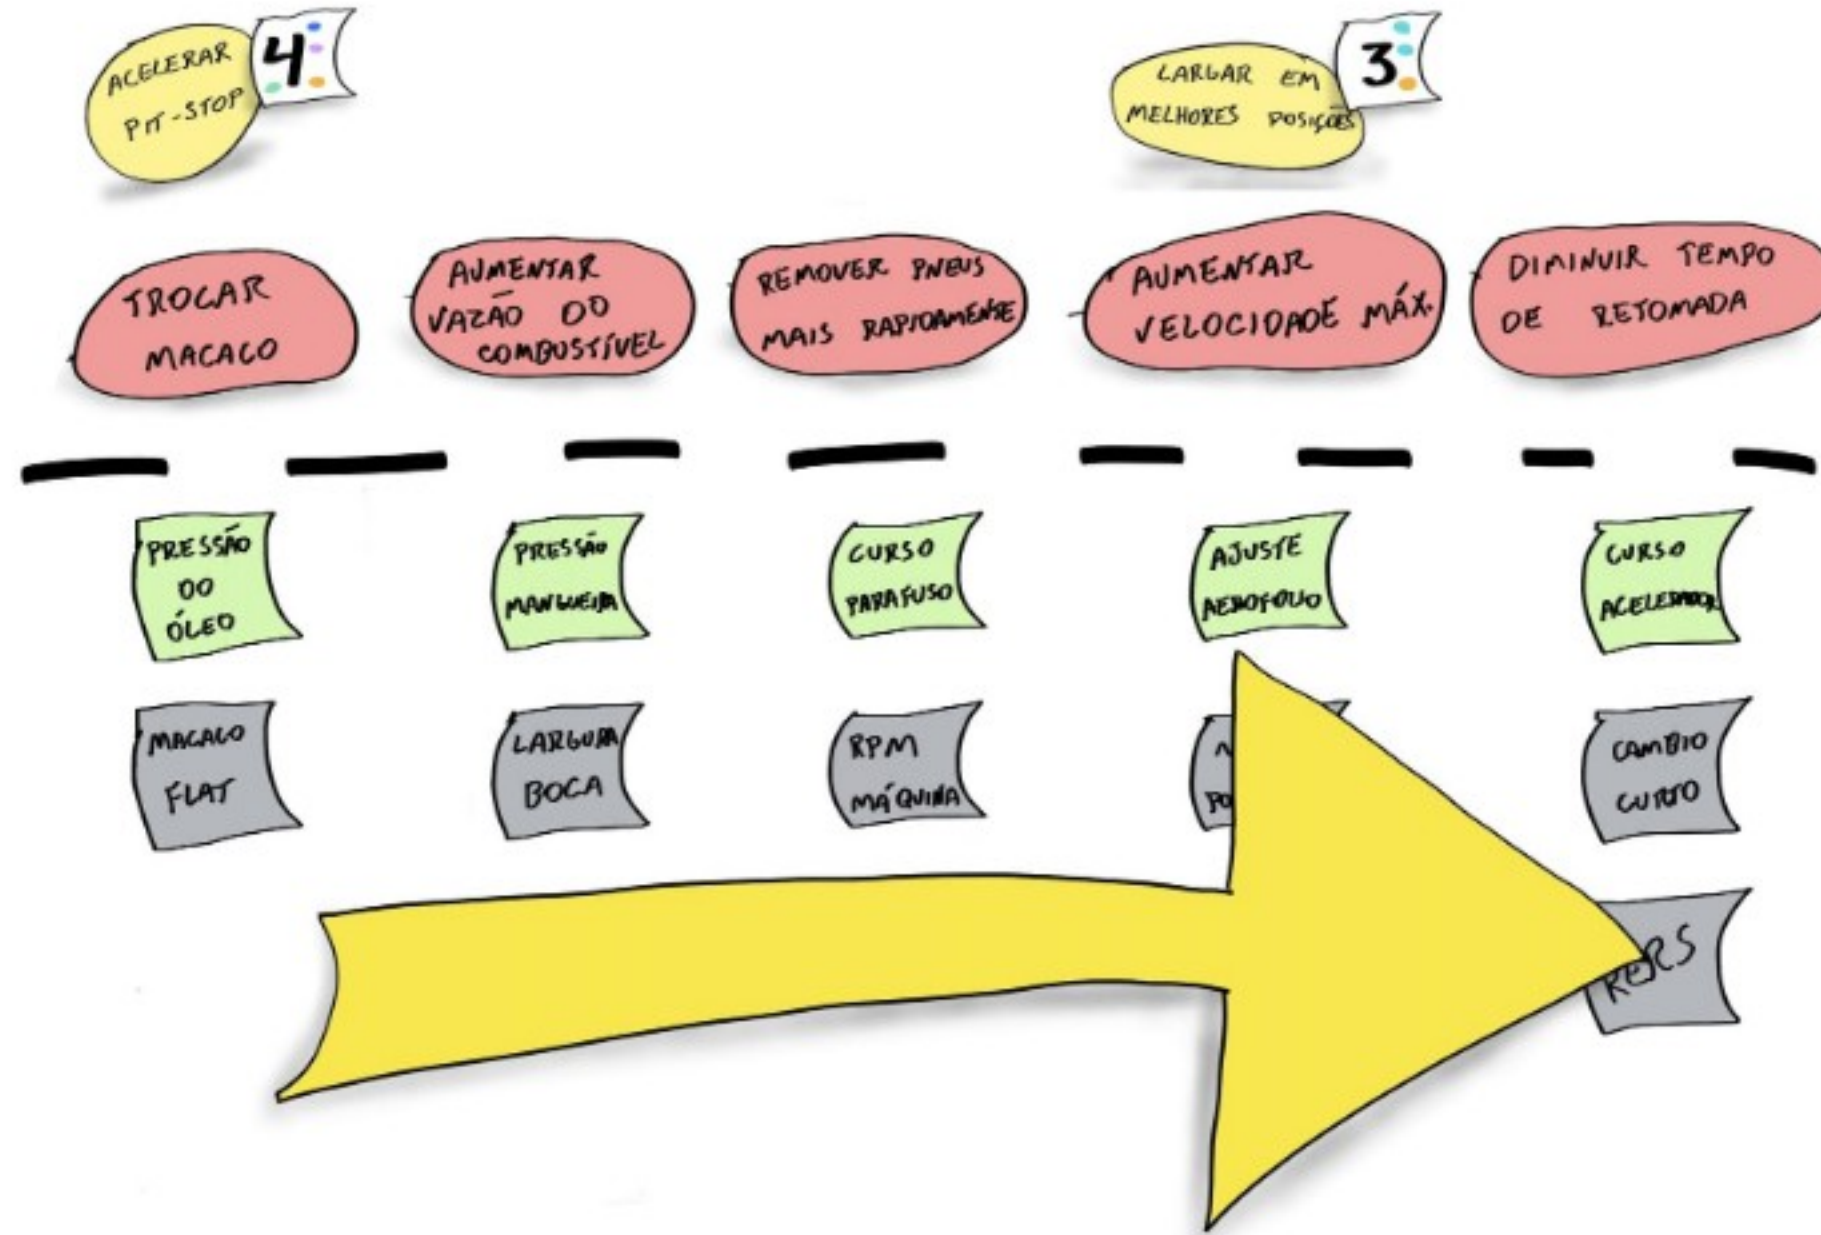 ACELERAR
PIT-STOP
4
LARGAR EM
MELHORES POSIÇÕES
3
TROCAR
MACACO
AUMENTAR
VAZÃO DO
COMBUSTÍVEL
REMOVER PNEUS
MAIS RAPIDAMENTE
AUMENTAR
VELOCIDADE MÁX.
DIMINUIR TEMPO
DE RETOMADA
PRESSÃO
DO
ÓLEO
PRESSÃO
MANGUEIRA
CURSO
PARAFUSO
AJUSTE
AEROFOLIO
CURSO
ACELERADOR
MACACO
FLAT
LARGURA
BOCA
RPM
MÁQUINA
CAMBIO
CURTO